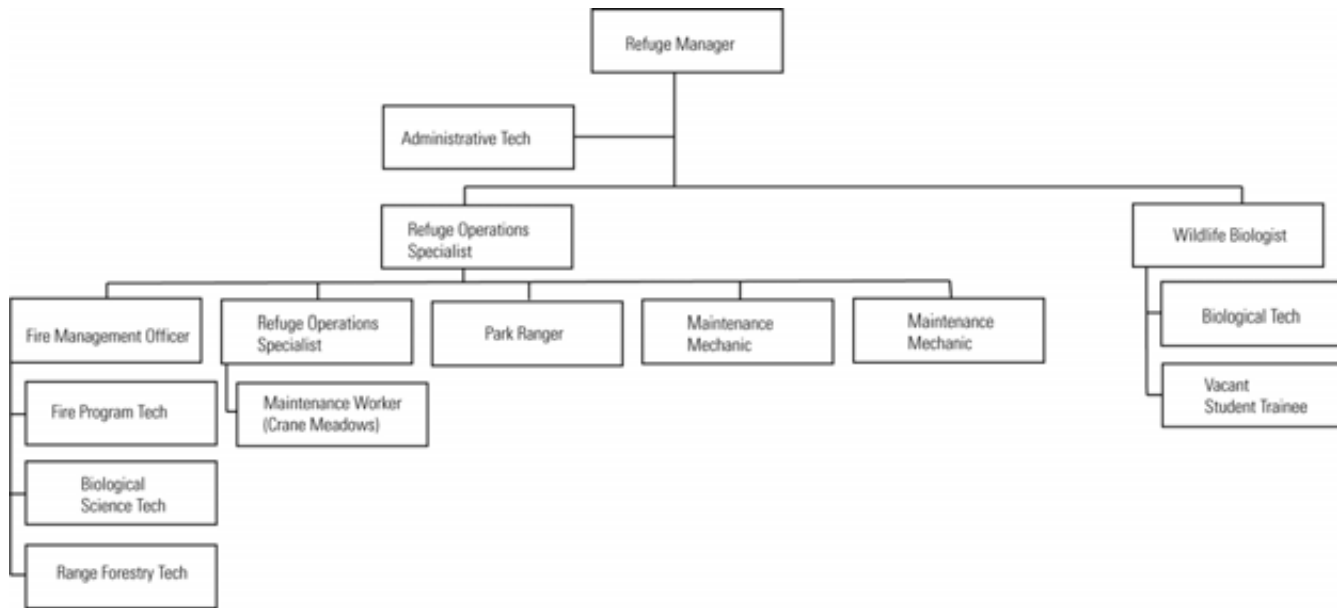 Refuge Manager
Administrative Tech
Refuge Operations
Specialist
Wildlife Biologist
Fire Management Officer
Refuge Operations
Specialist
Park Ranger
Maintenance
Mechanic
Maintenance
Mechanic
Biological Tech
Fire Program Tech
Maintenance Worker
(Crane Meadows)
Vacant
Student Trainee
Biological
Science Tech
Range Forestry Tech